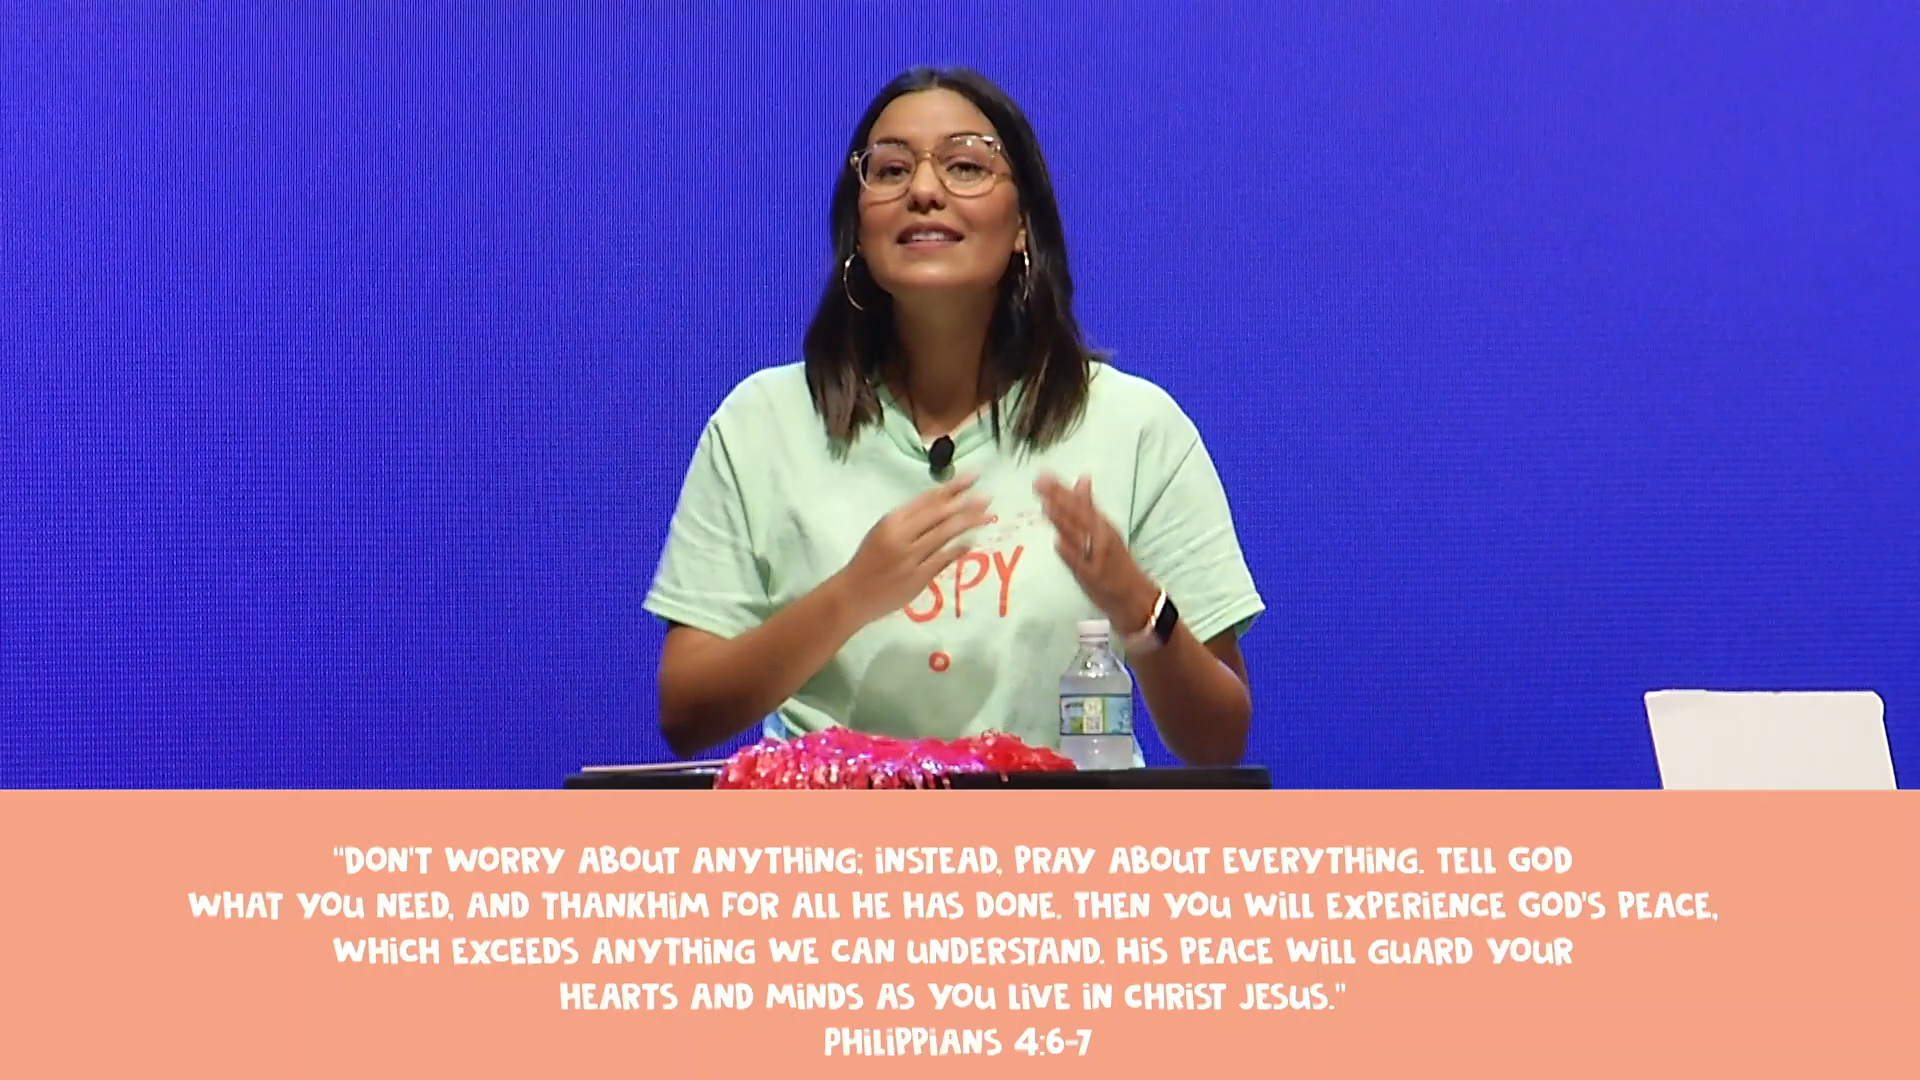 SPY
"DON'T WORRY ABOUT ANYTHING; INSTEAD, PRAY ABOUT EVERYTHING. TELL GOD
WHAT YOU NEED, AND THANKHIM FOR ALL HE HAS DONE. THEN YOU WILL EXPERIENCE GOD'S PEACE,
WHICH EXCEEDS ANYTHING WE CAN UNDERSTAND. HIS PEACE WILL GUARD YOUR
HEARTS AND MINDS AS YOU LIVE IN CHRIST JESUS."
PHILIPPIANS 4:6-7